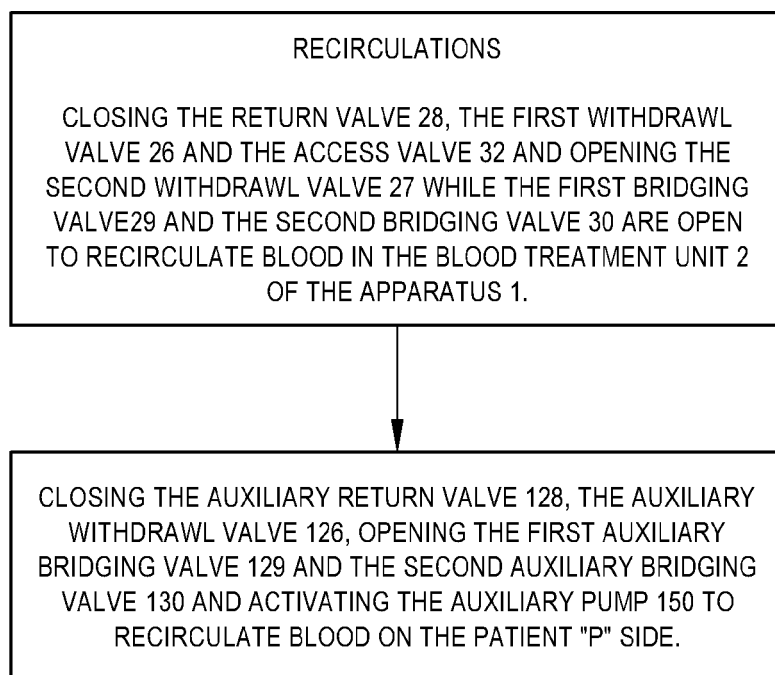 RECIRCULATIONS
CLOSING THE RETURN VALVE 28, THE FIRST WITHDRAWL
VALVE 26 AND THE ACCESS VALVE 32 AND OPENING THE
SECOND WITHDRAWL VALVE 27 WHILE THE FIRST BRIDGING
VALVE29 AND THE SECOND BRIDGING VALVE 30 ARE OPEN
TO RECIRCULATE BLOOD IN THE BLOOD TREATMENT UNIT 2
OF THE APPARATUS 1.
CLOSING THE AUXILIARY RETURN VALVE 128, THE AUXILIARY
WITHDRAWL VALVE 126, OPENING THE FIRST AUXILIARY
BRIDGING VALVE 129 AND THE SECOND AUXILIARY BRIDGING
VALVE 130 AND ACTIVATING THE AUXILIARY PUMP 150 TO
RECIRCULATE BLOOD ON THE PATIENT "P" SIDE.